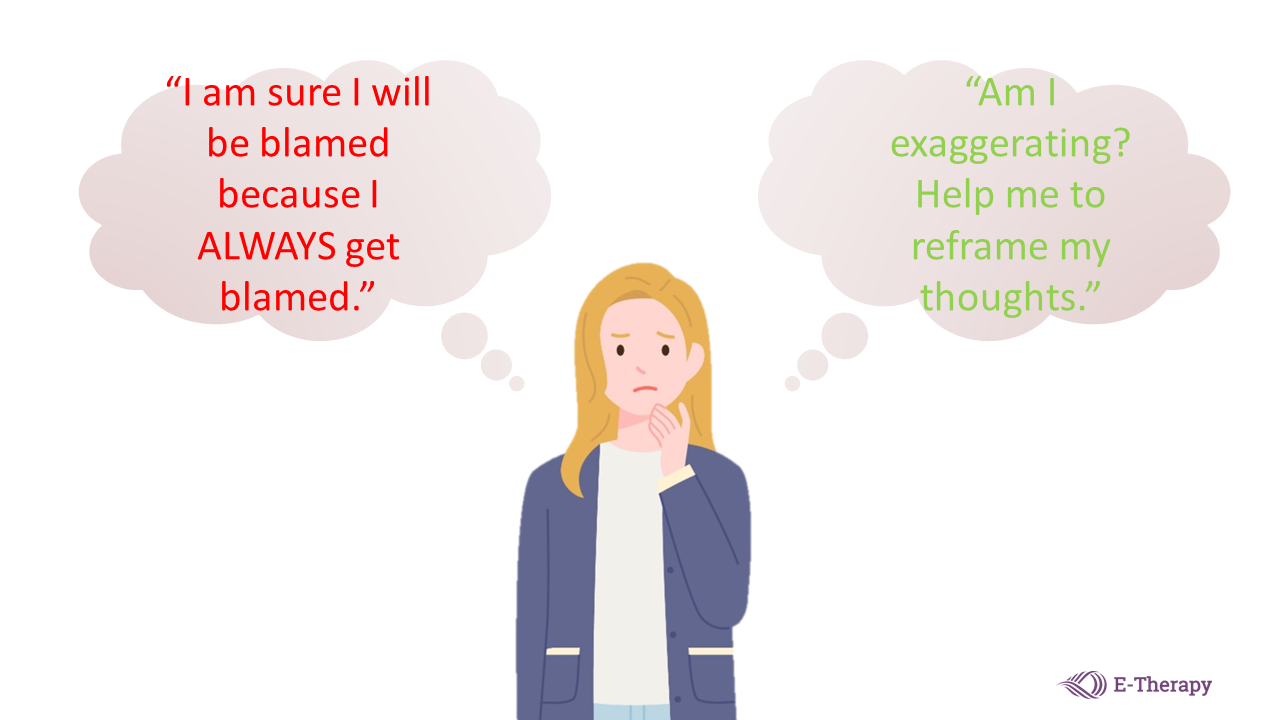 “I am sure I will
be blamed
because I
ALWAYS get
blamed.”
“Am I
exaggerating?
Help me to
reframe my
thoughts.”
E-Therapy